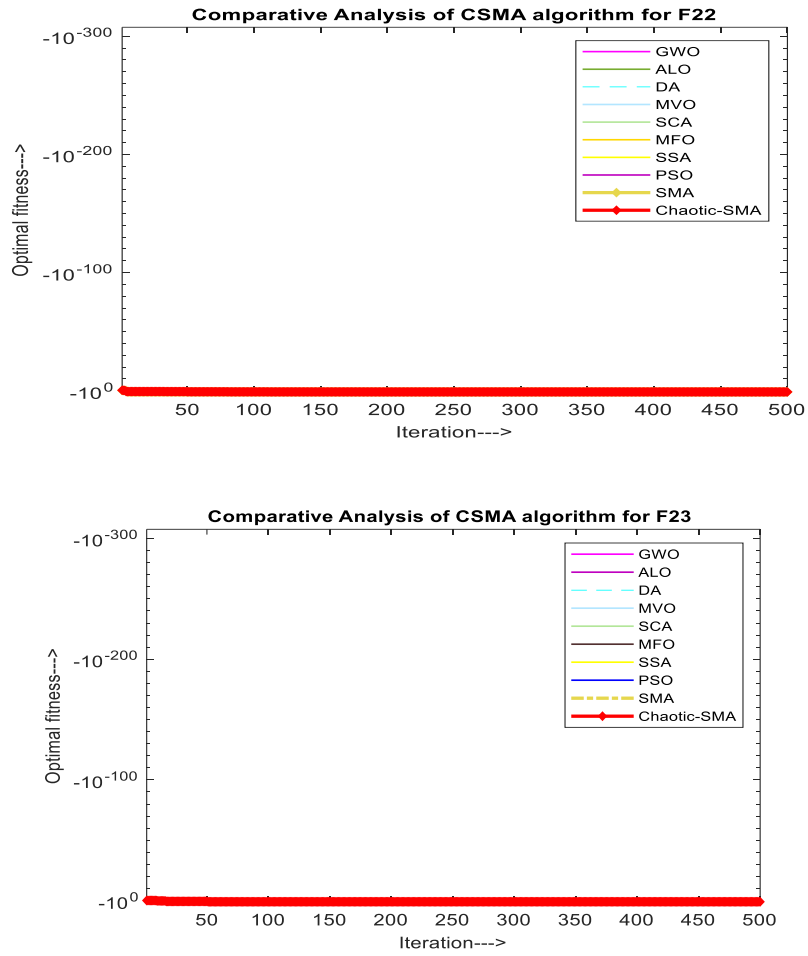 Comparative Analysis of CSMA algorithm for F22
-10^-300
-10^-200
-10^-100
-10^0
Optimal fitness--->
GWO
ALO
DA
MVO
SCA
MFO
SSA
PSO
SMA
Chaotic-SMA
50 100 150 200 250 300 350 400 450 500
Iteration--->
Comparative Analysis of CSMA algorithm for F23
-10^-300
-10^-200
-10^-100
-10^0
Optimal fitness--->
GWO
ALO
DA
MVO
SCA
MFO
SSA
PSO
SMA
Chaotic-SMA
50 100 150 200 250 300 350 400 450 500
Iteration--->